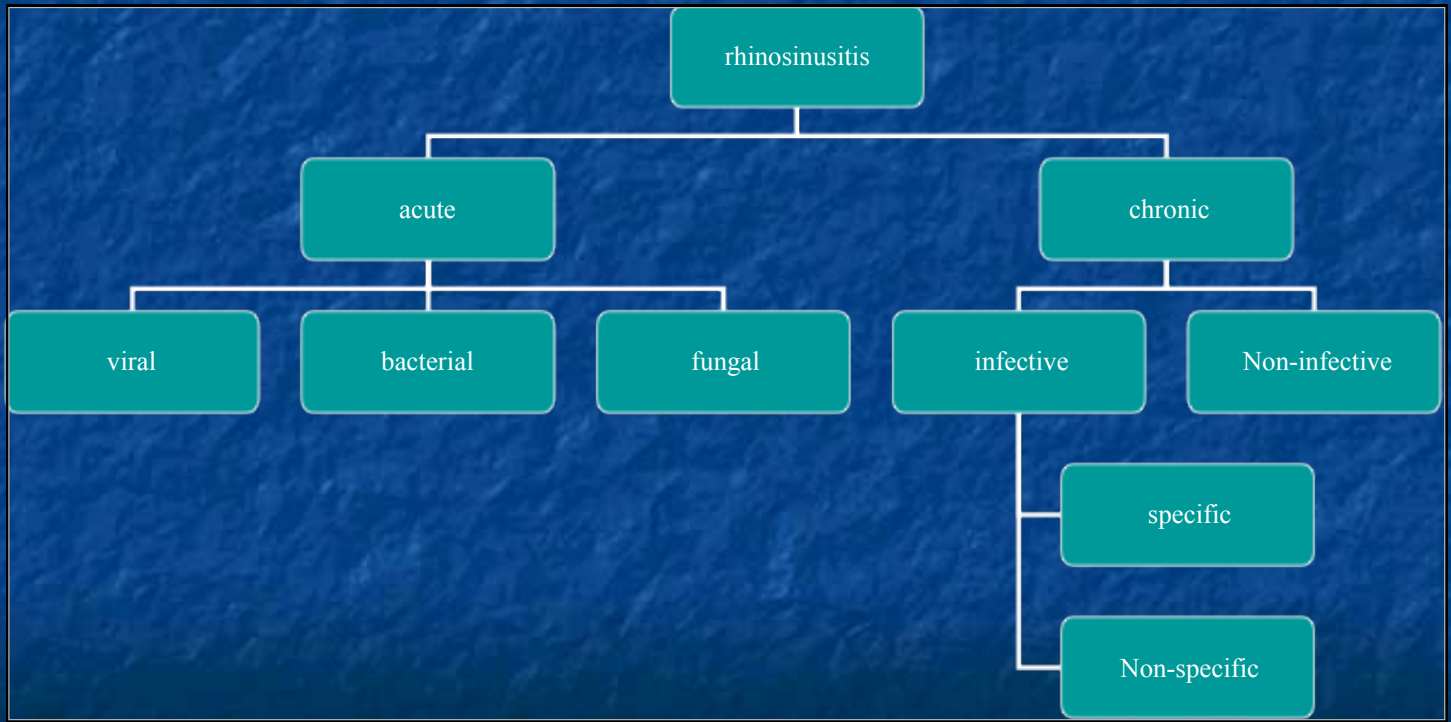 rhinosinusitis
acute
chronic
viral
bacterial
fungal
infective
Non-infective
specific
Non-specific